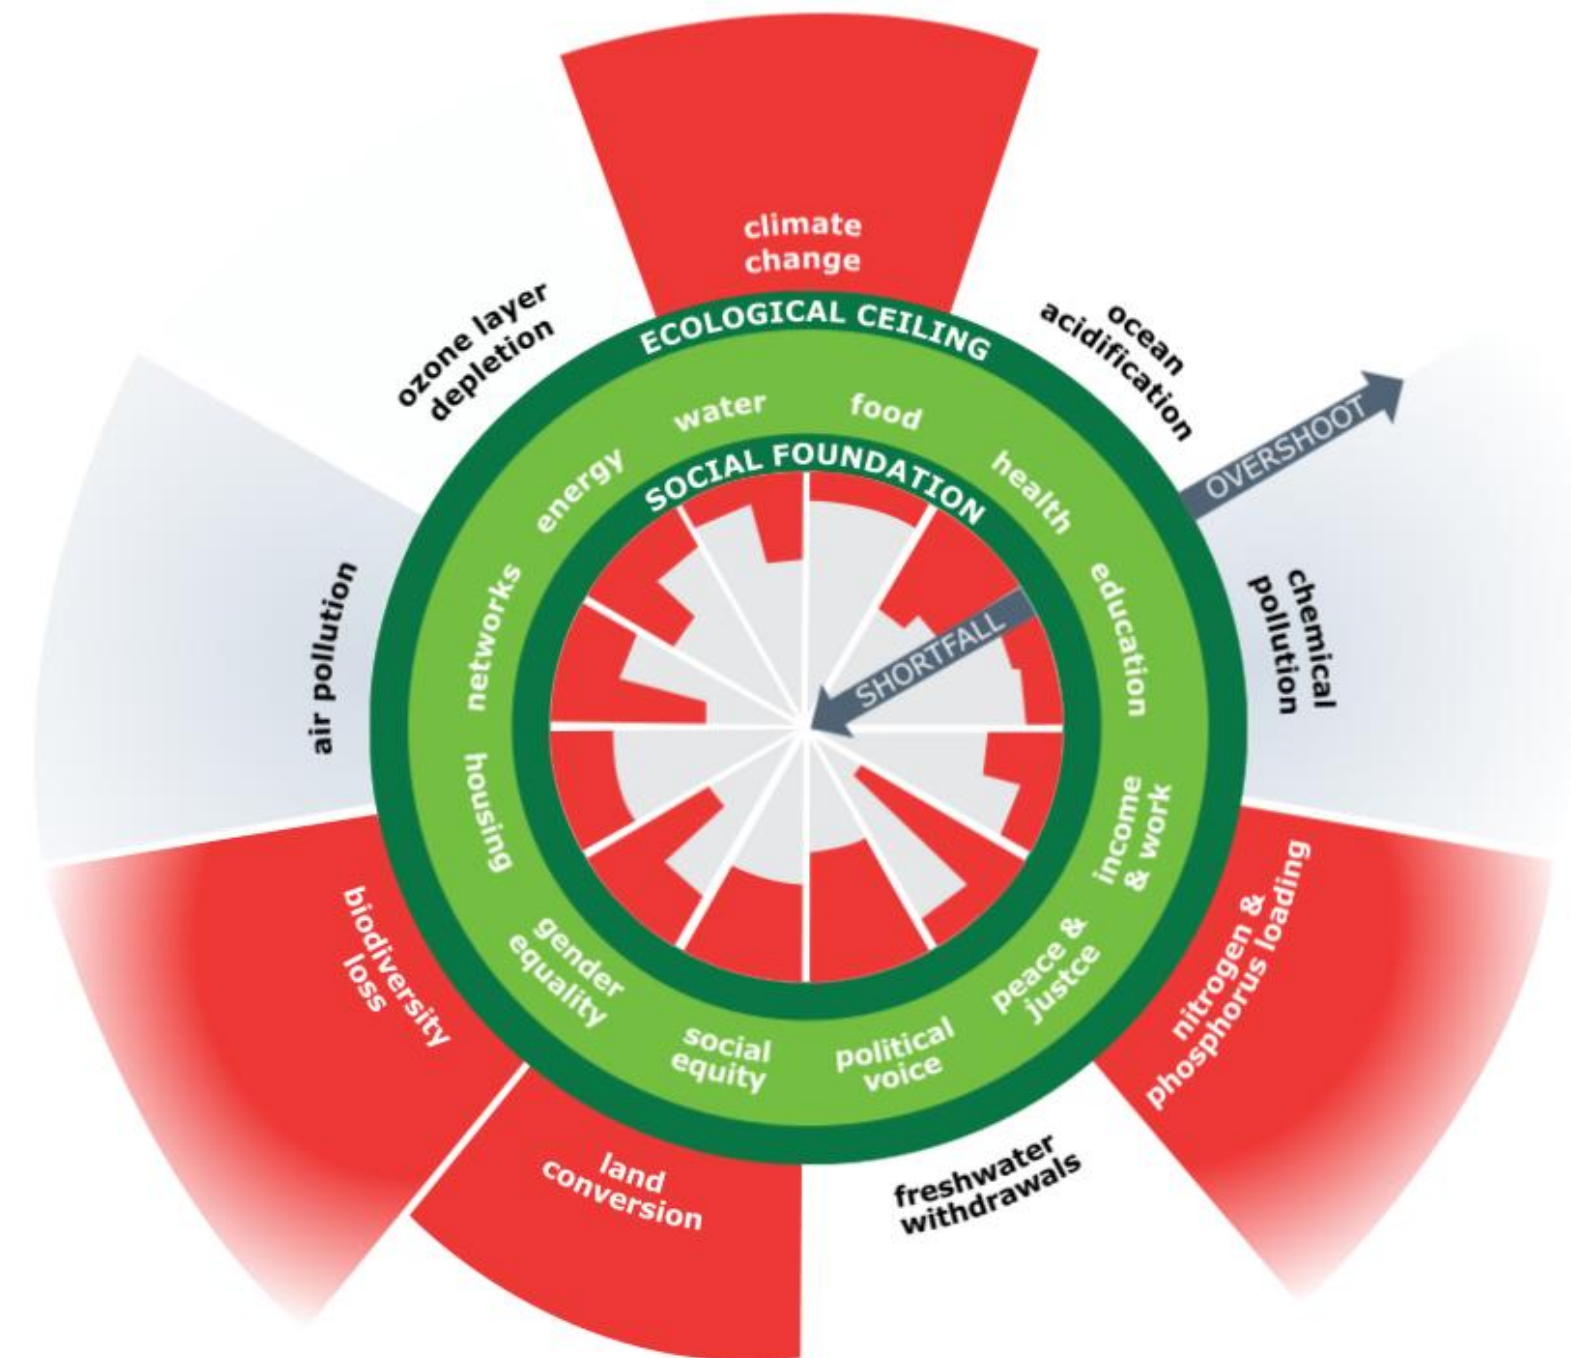 climate
change
ECOLOGICAL CEILING
ozone layer
depletion
ocean
acidification
OVERSHOOT
water
food
energy
health
SOCIAL FOUNDATION
networks
education
SHORTFALL
air pollution
chemical
pollution
housing
income
& work
gender
equality
peace &
justce
social
equity
political
voice
biodiversity
loss
nitrogen &
phosphorus loading
land
conversion
freshwater
withdrawals